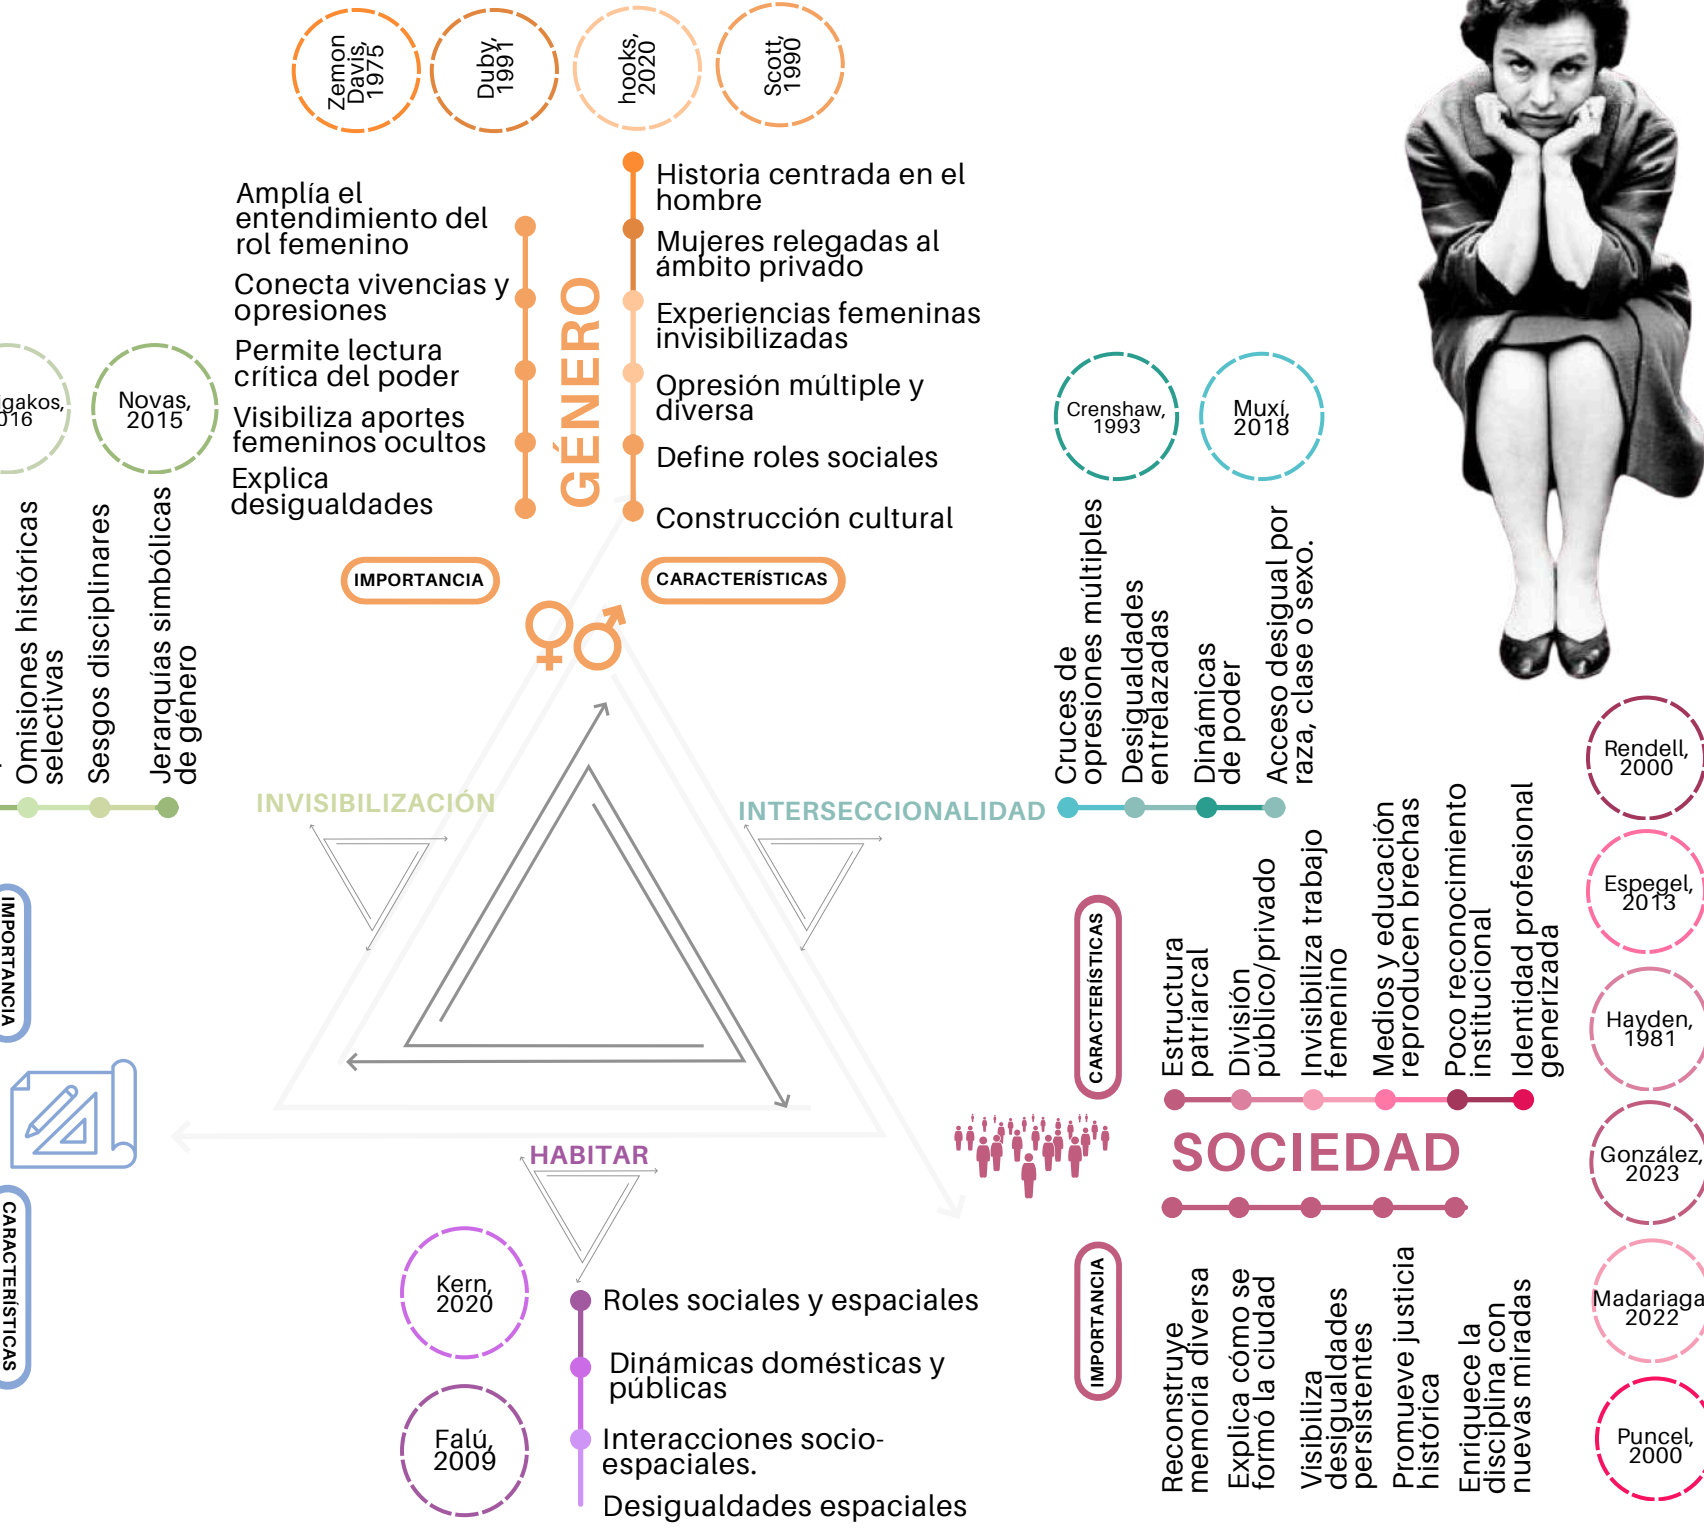 Zemon
Davis,
1975
Duby,
1991
hooks,
2020
Scott,
1990
Amplía el
entendimiento del
rol femenino
Conecta vivencias y
opresiones
Permite lectura
crítica del poder
Visibiliza aportes
femeninos ocultos
Explica
desigualdades
GÉNERO
Historia centrada en el
hombre
Mujeres relegadas al
ámbito privado
Experiencias femeninas
invisibilizadas
Opresión múltiple y
diversa
Define roles sociales
Construcción cultural
IMPORTANCIA
CARACTERÍSTICAS
Novas,
2015
Omisiones históricas
selectivas
Sesgos disciplinares
Jerarquías simbólicas
de género
INVISIBILIZACIÓN
Crenshaw,
1993
Muxí,
2018
Cruces de
opresiones múltiples
Desigualdades
entrelazadas
Dinámicas
de poder
Acceso desigual por
raza, clase o sexo.
INTERSECCIONALIDAD
IMPORTANCIA
CARACTERÍSTICAS
CARACTERÍSTICAS
Estructura
patriarcal
División
público/privado
Invisibiliza trabajo
femenino
Medios y educación
reproducen brechas
Poco reconocimiento
institucional
Identidad profesional
generizada
SOCIEDAD
IMPORTANCIA
Reconstruye
memoria diversa
Explica cómo se
formó la ciudad
Visibiliza
desigualdades
persistentes
Promueve justicia
histórica
Enriquece la
disciplina con
nuevas miradas
Rendell,
2000
Espegel,
2013
Hayden,
1981
González,
2023
Madariaga
2022
Puncel,
2000
HABITAR
Kern,
2020
Falú,
2009
Roles sociales y espaciales
Dinámicas domésticas y
públicas
Interacciones socio-
espaciales.
Desigualdades espaciales